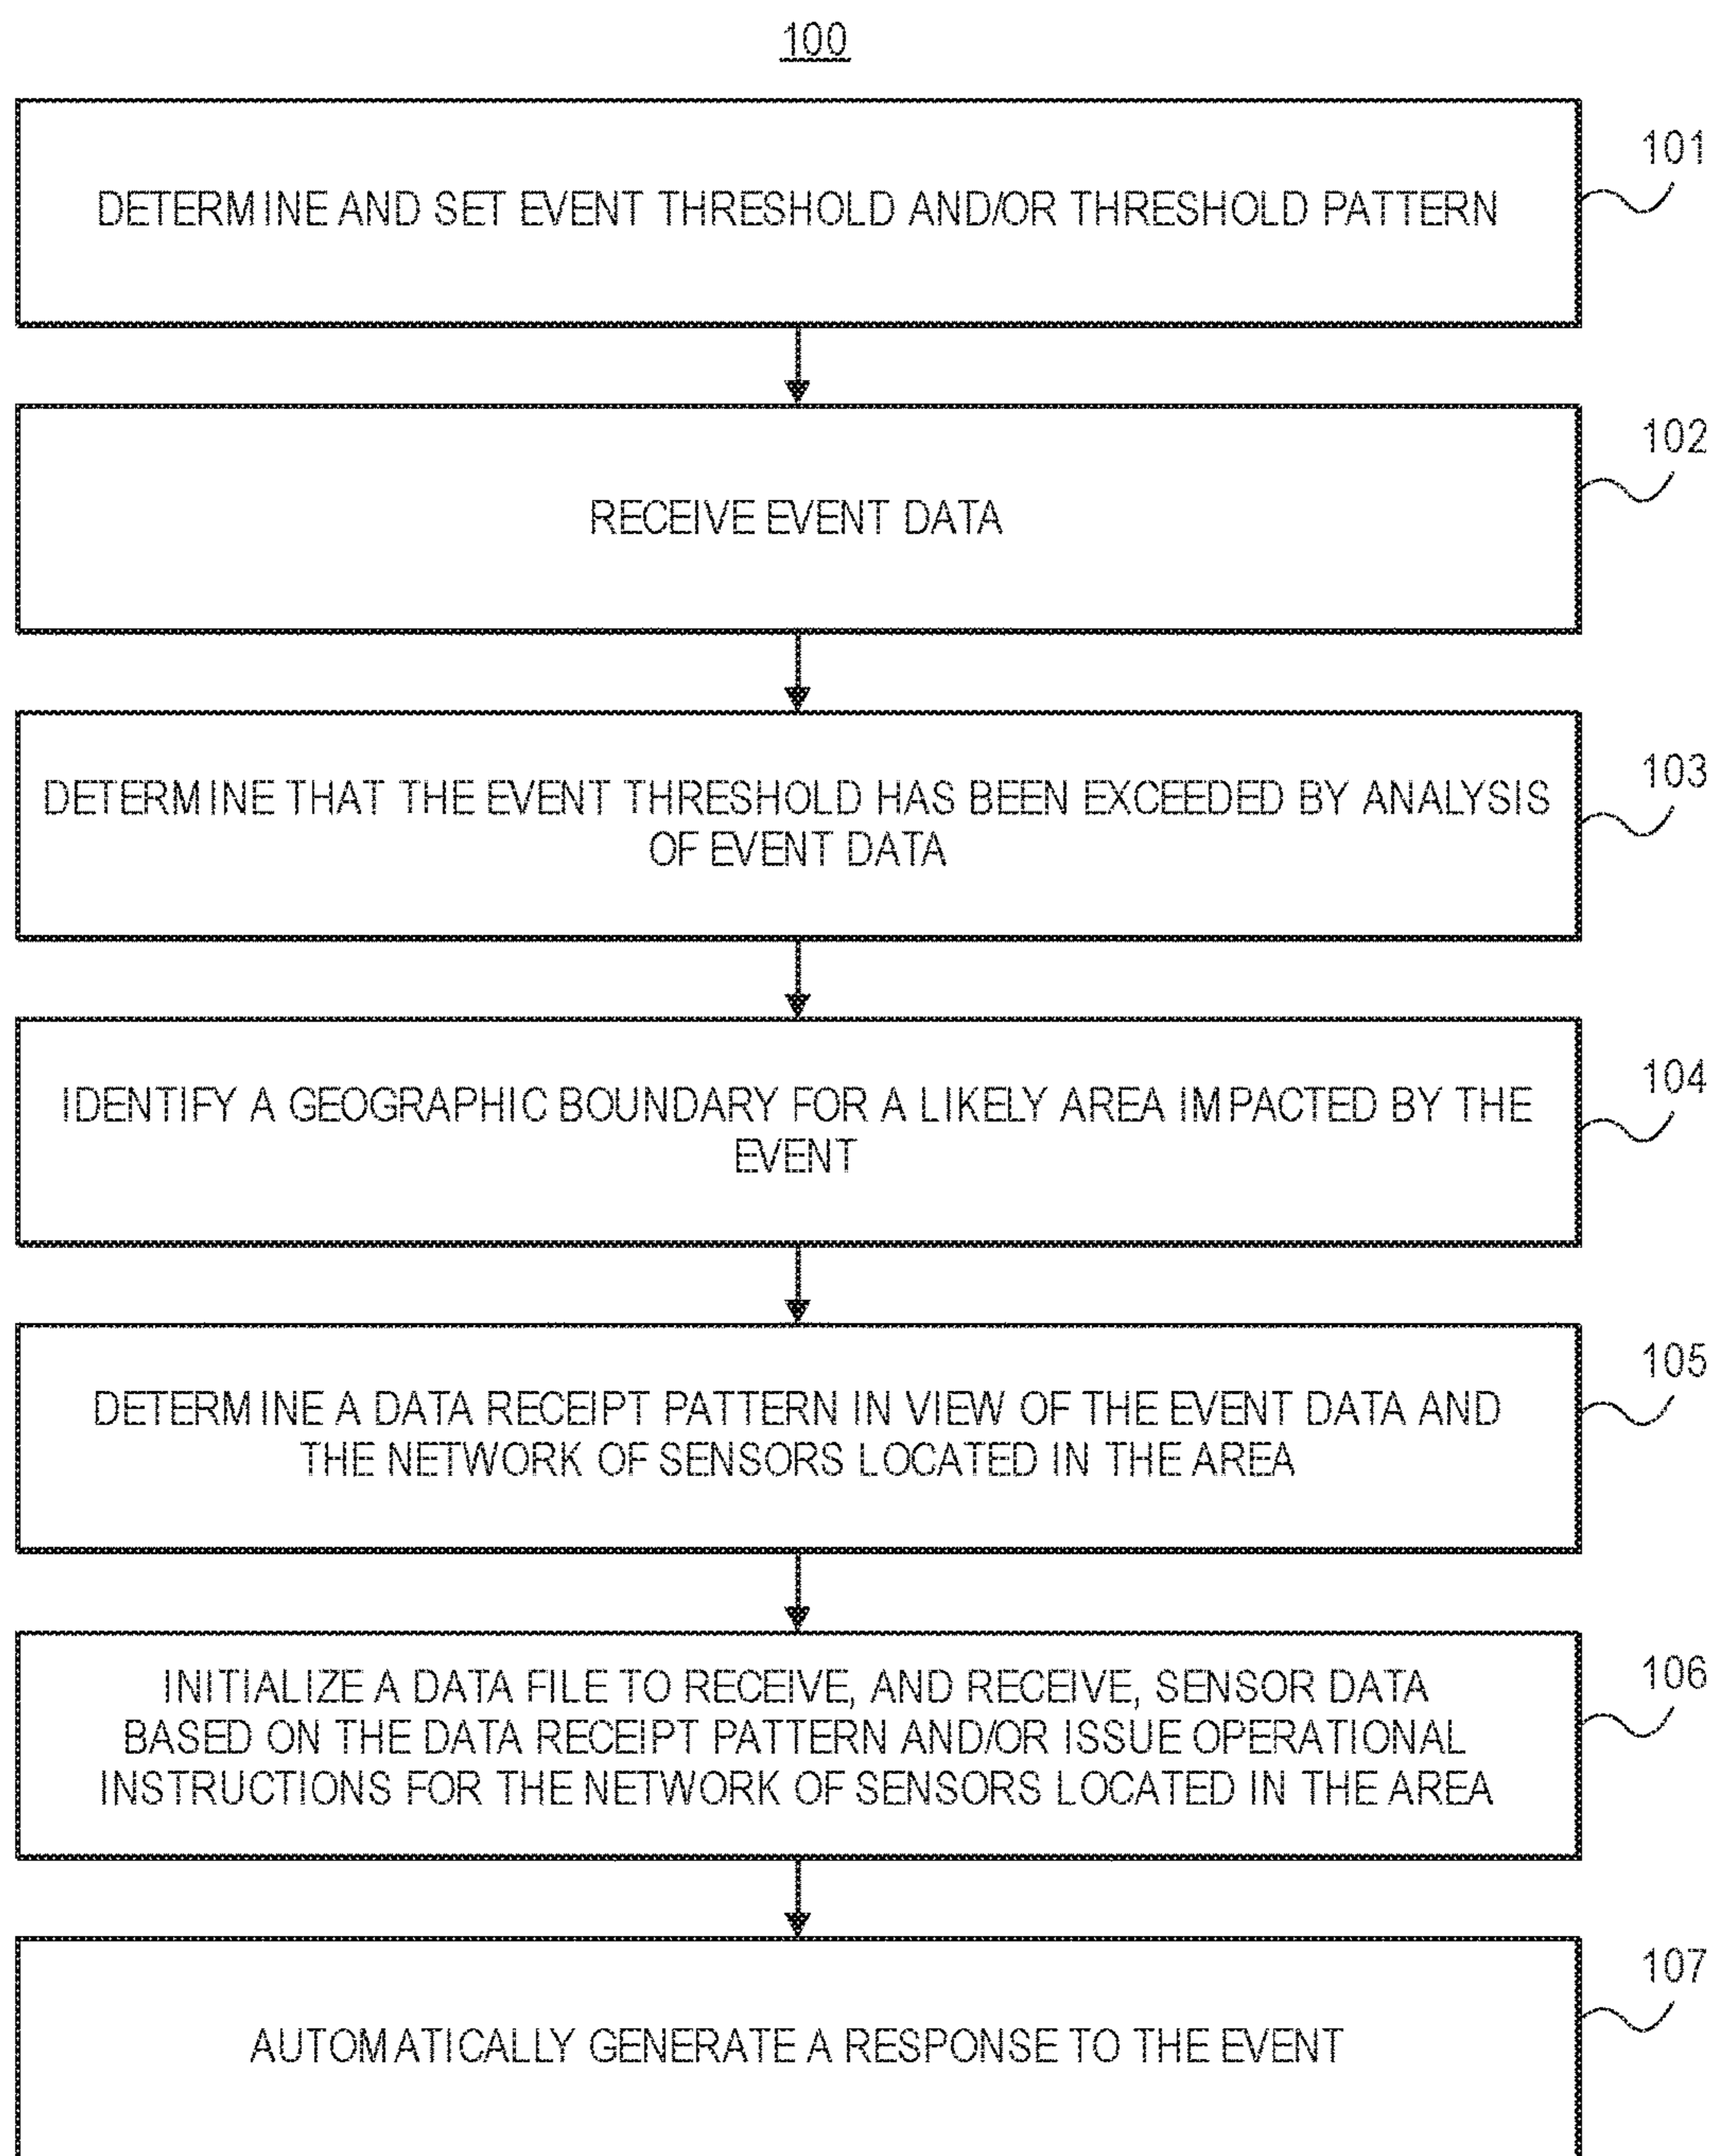 100
DETERMINE AND SET EVENT THRESHOLD AND/OR THRESHOLD PATTERN
101
RECEIVE EVENT DATA
102
DETERMINE THAT THE EVENT THRESHOLD HAS BEEN EXCEEDED BY ANALYSIS
OF EVENT DATA
103
IDENTIFY A GEOGRAPHIC BOUNDARY FOR A LIKELY AREA IMPACTED BY THE
EVENT
104
DETERMINE A DATA RECEIPT PATTERN IN VIEW OF THE EVENT DATA AND
THE NETWORK OF SENSORS LOCATED IN THE AREA
105
INITIALIZE A DATA FILE TO RECEIVE, AND RECEIVE, SENSOR DATA
BASED ON THE DATA RECEIPT PATTERN AND/OR ISSUE OPERATIONAL
INSTRUCTIONS FOR THE NETWORK OF SENSORS LOCATED IN THE AREA
106
AUTOMATICALLY GENERATE A RESPONSE TO THE EVENT
107